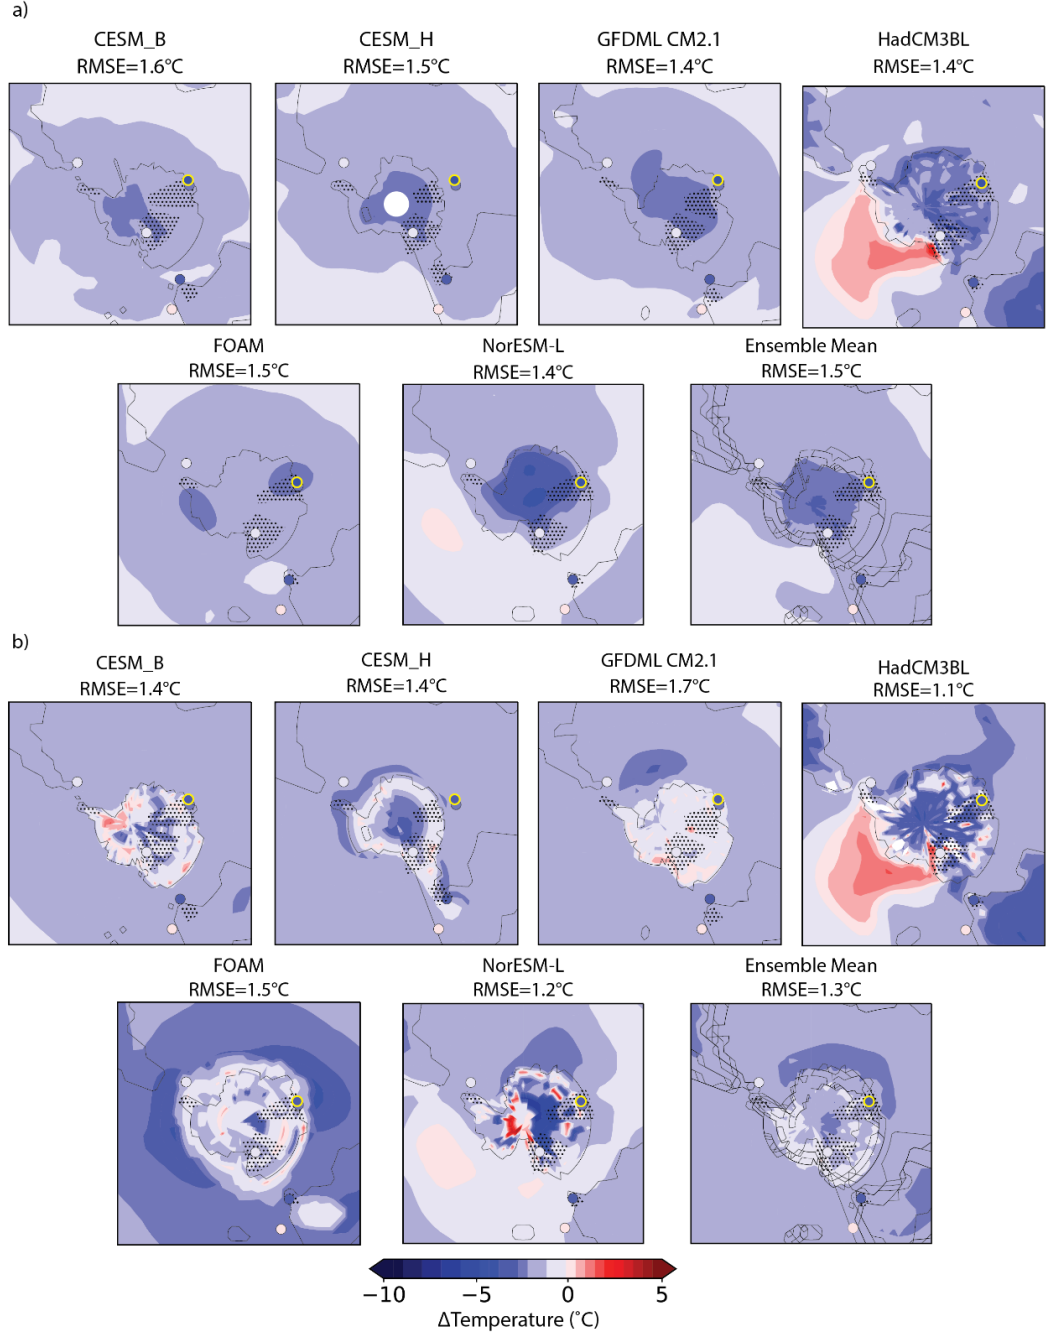 a)
CESM_B
RMSE=1.6°C
CESM_H
RMSE=1.5°C
GFDML CM2.1
RMSE=1.4°C
HadCM3BL
RMSE=1.4°C
FOAM
RMSE=1.5°C
NorESM-L
RMSE=1.4°C
Ensemble Mean
RMSE=1.5°C
b)
CESM_B
RMSE=1.4°C
CESM_H
RMSE=1.4°C
GFDML CM2.1
RMSE=1.7°C
HadCM3BL
RMSE=1.1°C
FOAM
RMSE=1.5°C
NorESM-L
RMSE=1.2°C
Ensemble Mean
RMSE=1.3°C
−10 −5 0 5
ΔTemperature (˚C)